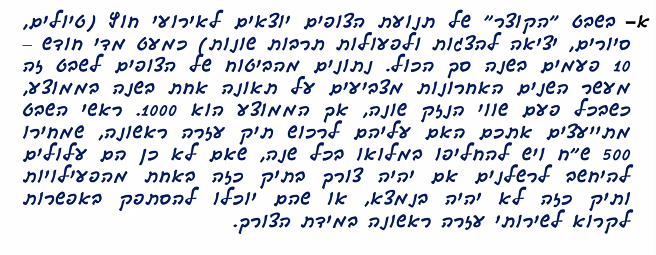 א- בשבט "הקוצר" של תנועת הצופים יוצאים לאירועי חוץ (טיולים,
סיורים, יציאה להצגות ולפעולות תרבות שונות) כמעט מדי חודש –
10 פעמים בשנה סך הכול. נתונים מהביטוח של הצופים לשבט זה
מעשר השנים האחרונות מצביעים על תאונה אחת בשנה בממוצע,
כשבכל פעם שווי הנזק שונה, אך הממוצע הוא 1000. ראשי השבט
מתייעצים אתכם האם עליהם לרכוש תיק עזרה ראשונה, שמחירו
500 ש"ח ויש להחליפו במלואו בכל שנה, שאם לא כן הם עלולים
להיחשב לרשלנים אם יהיה צורך בתיק כזה באחת מהפעילויות
ותיק כזה לא יהיה בנמצא, או שהם יוכלו להסתפק באפשרות
לקרוא לשירותי עזרה ראשונה במידת הצורך.